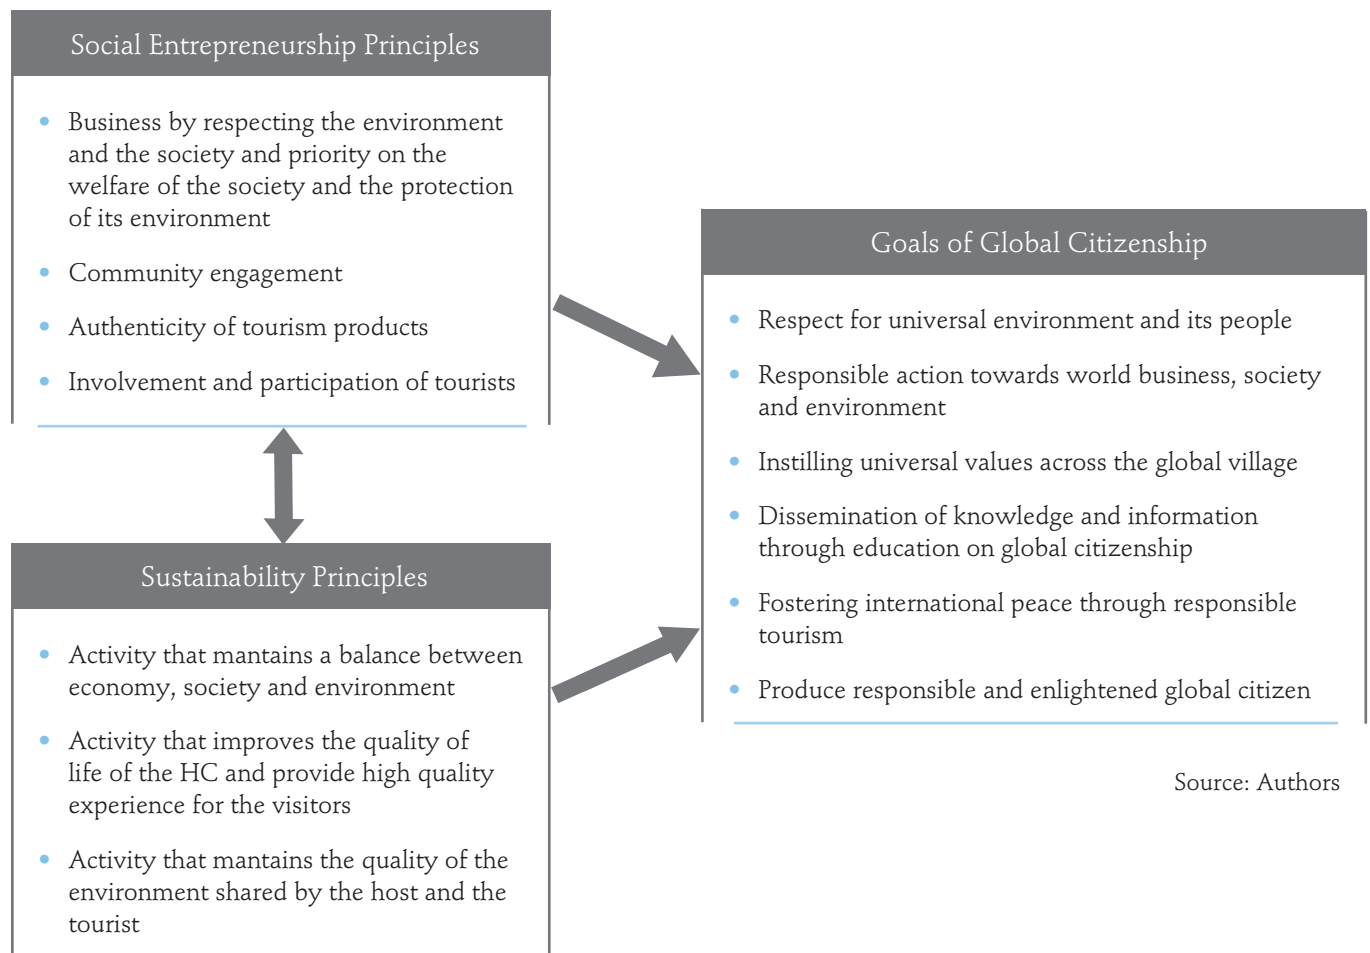 Social Entrepreneurship Principles
• Business by respecting the environment
and the society and priority on the
welfare of the society and the protection
of its environment
• Community engagement
• Authenticity of tourism products
• Involvement and participation of tourists
Sustainability Principles
• Activity that mantains a balance between
economy, society and environment
• Activity that improves the quality of
life of the HC and provide high quality
experience for the visitors
• Activity that mantains the quality of the
environment shared by the host and the
tourist
Goals of Global Citizenship
• Respect for universal environment and its people
• Responsible action towards world business, society
and environment
• Instilling universal values across the global village
• Dissemination of knowledge and information
through education on global citizenship
• Fostering international peace through responsible
tourism
• Produce responsible and enlightened global citizen
Source: Authors